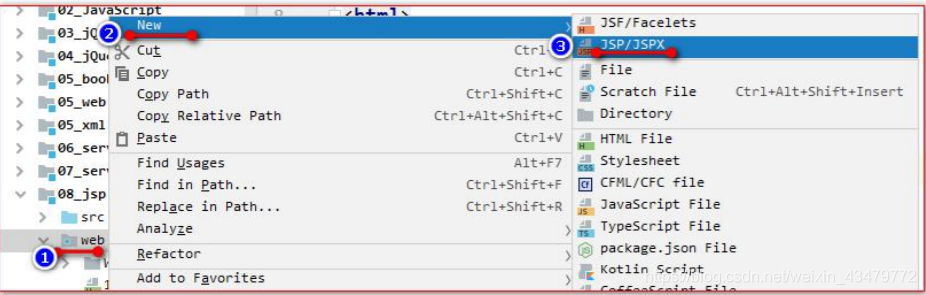 02_JavaScript
03_jQu
04_jQu
05_boo
05_web
05_xml
06_ser
07_ser
08_jsp
src
web
1
<html>
New
2
Cut Ctrl+
Copy Ctrl+C
Copy Path Ctrl+Shift+C
Copy Relative Path Ctrl+Alt+Shift+C
Paste Ctrl+V
Find Usages Alt+F7
Find in Path... Ctrl+Shift+F
Replace in Path... Ctrl+Shift+R
Analyze
Refactor
Add to Favorites
JSF/Facelets
3
JSP/JSPX
File
Scratch File Ctrl+Alt+Shift+Insert
Directory
HTML File
Stylesheet
CFML/CFC file
JavaScript File
TypeScript File
package.json File
Kotlin Script
CoffeeScript File
https://blog.csdn.net/weixin_43479772